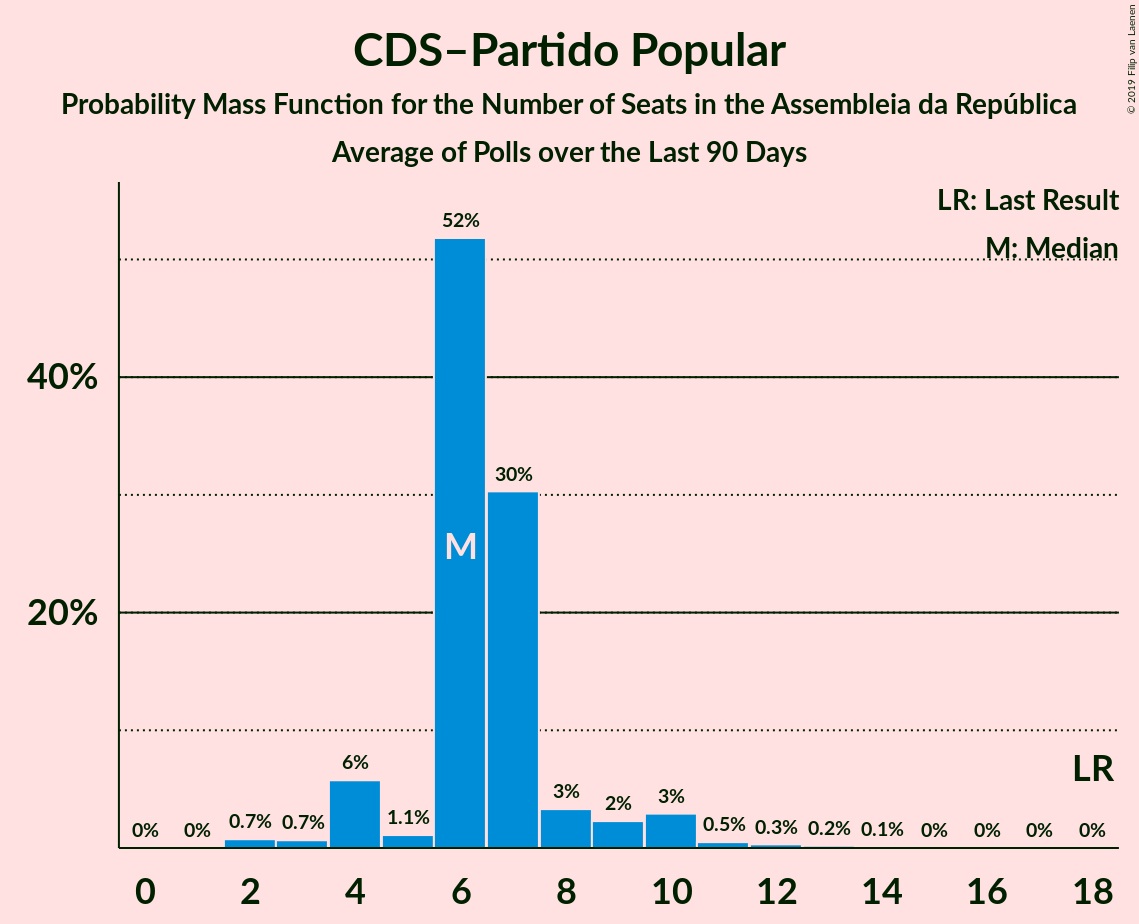 CDS–Partido Popular
Probability Mass Function for the Number of Seats in the Assembleia da República
Average of Polls over the Last 90 Days
© 2019 Filip van Laenen
LR: Last Result
M: Median
52%
40%
30%
M
20%
LR
6%
3%
3%
2%
1.1%
0.7%
0.7%
0.5%
0.3%
0.2%
0.1%
0%
0%
0%
0%
0%
0%
0 2 4 6 8 10 12 14 16 18